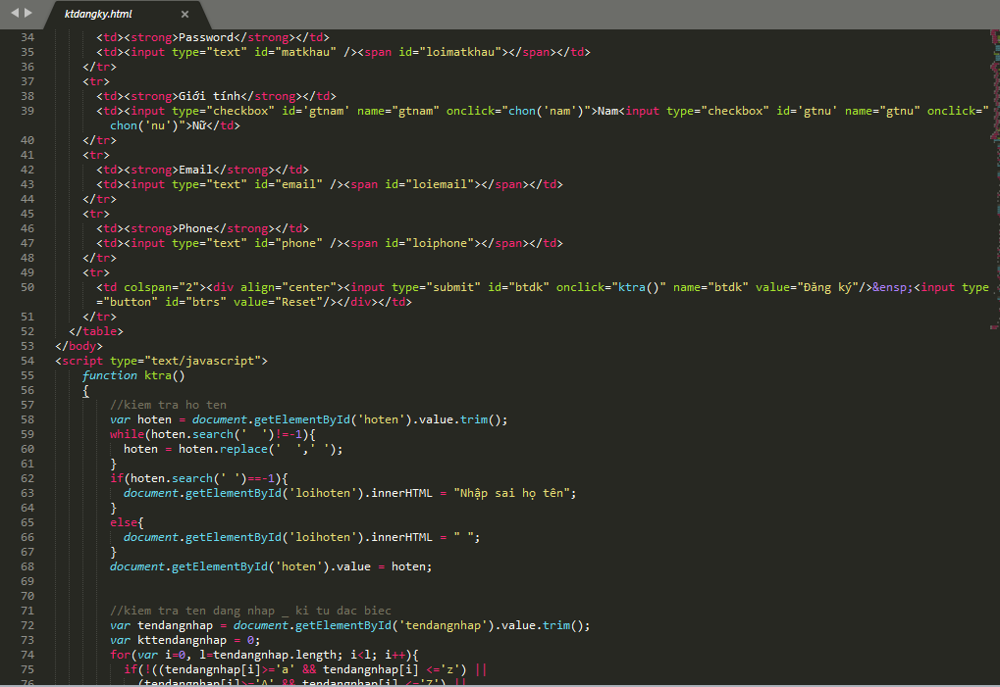 ktdangky.html
34 <td><strong>Password</strong></td>
35 <td><input type="text" id="matkhau" /><span id="loimatkhau"></span></td>
36 </tr>
37 <tr>
38 <td><strong>Giới tính</strong></td>
39 <td><input type="checkbox" id='gtnam' name="gtnam" onclick="chon('nam')">Nam<input type="checkbox" id='gtnu' name="gtnu" onclick="
chon('nu')">Nữ</td>
40 </tr>
41 <tr>
42 <td><strong>Email</strong></td>
43 <td><input type="text" id="email" /><span id="loiemail"></span></td>
44 </tr>
45 <tr>
46 <td><strong>Phone</strong></td>
47 <td><input type="text" id="phone" /><span id="loiphone"></span></td>
48 </tr>
49 <tr>
50 <td colspan="2"><div align="center"><input type="submit" id="btdk" onclick="ktra()" name="btdk" value="Đăng ký"/>&ensp;<input type
="button" id="btrs" value="Reset"/></div></td>
51 </tr>
52 </table>
53 </body>
54 <script type="text/javascript">
55 function ktra()
56 {
57 //kiem tra ho ten
58 var hoten = document.getElementById('hoten').value.trim();
59 while(hoten.search('  ')!=-1){
60 hoten = hoten.replace('  ',' ');
61 }
62 if(hoten.search(' ')==-1){
63 document.getElementById('loihoten').innerHTML = "Nhập sai họ tên";
64 }
65 else{
66 document.getElementById('loihoten').innerHTML = " ";
67 }
68 document.getElementById('hoten').value = hoten;
69
70
71 //kiem tra ten dang nhap _ ki tu dac biec
72 var tendangnhap = document.getElementById('tendangnhap').value.trim();
73 var kttendangnhap = 0;
74 for(var i=0, l=tendangnhap.length; i<l; i++){
75 if(!((tendangnhap[i]>='a' && tendangnhap[i] <='z') ||
76 (tendangnhap[i]>='A' && tendangnhap[i] <='Z') ||